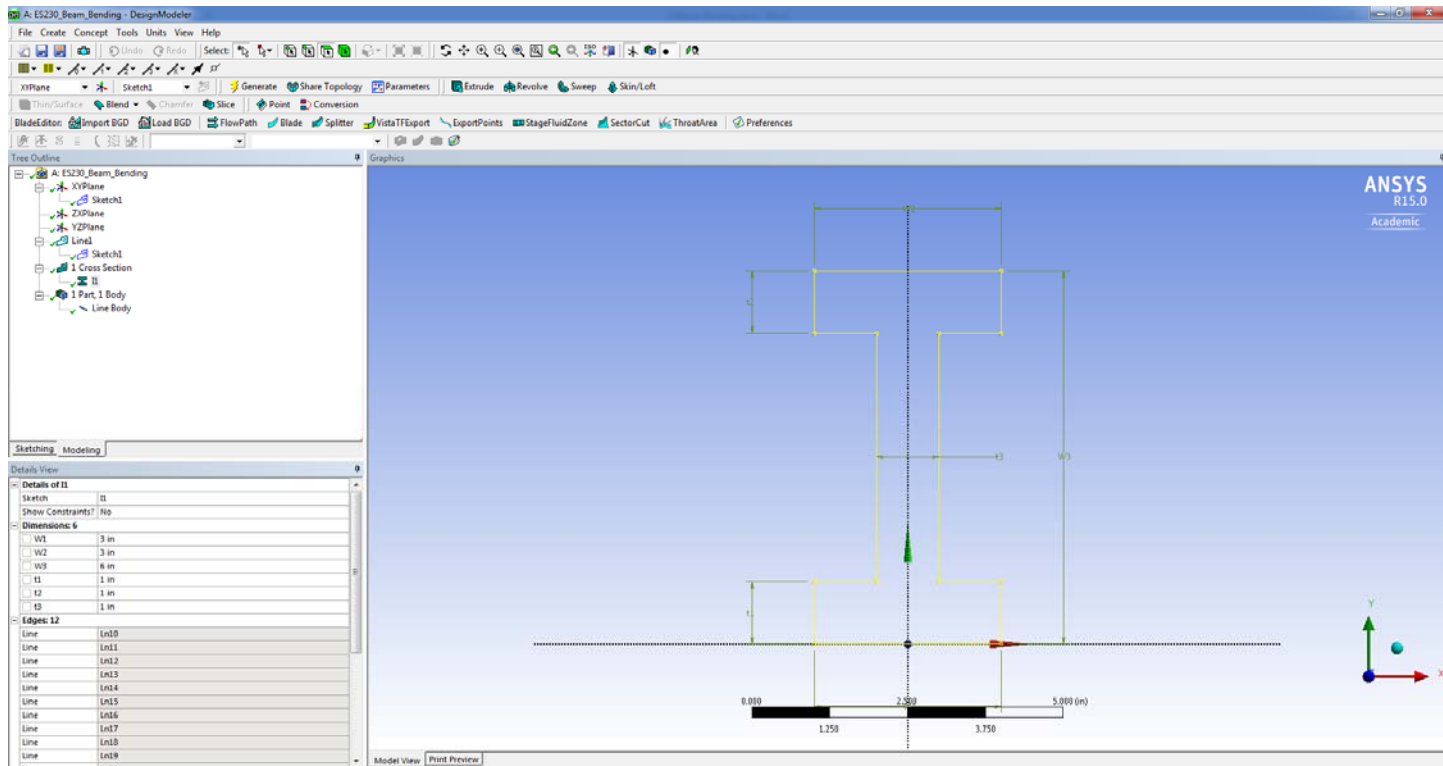 A: ES230_Beam_Bending - DesignModeler
File Create Concept Tools Units View Help
Undo Redo Select:
XYPlane Sketch1 Generate Share Topology Parameters Extrude Revolve Sweep Skin/Loft
Thin/Surface Blend Chamfer Slice Point Conversion
BladeEditor: Import BGD Load BGD FlowPath Blade Splitter VistaTFExport ExportPoints StageFluidZone SectorCut ThroatArea Preferences
Tree Outline
A: ES230_Beam_Bending
XYPlane
Sketch1
ZXPlane
YZPlane
Line1
Sketch1
1 Cross Section
I1
1 Part, 1 Body
Line Body
Sketching Modeling
Details View
Details of I1
Sketch I1
Show Constraints? No
Dimensions: 6
W1 3 in
W2 3 in
W3 6 in
t1 1 in
t2 1 in
t3 1 in
Edges: 12
Line Ln10
Line Ln11
Line Ln12
Line Ln13
Line Ln14
Line Ln15
Line Ln16
Line Ln17
Line Ln18
Line Ln19
Graphics
ANSYS
R15.0
Academic
t2
t3
W3
0.000 2.500 5.000 (in)
1.250 3.750
Y
X
Model View Print Preview